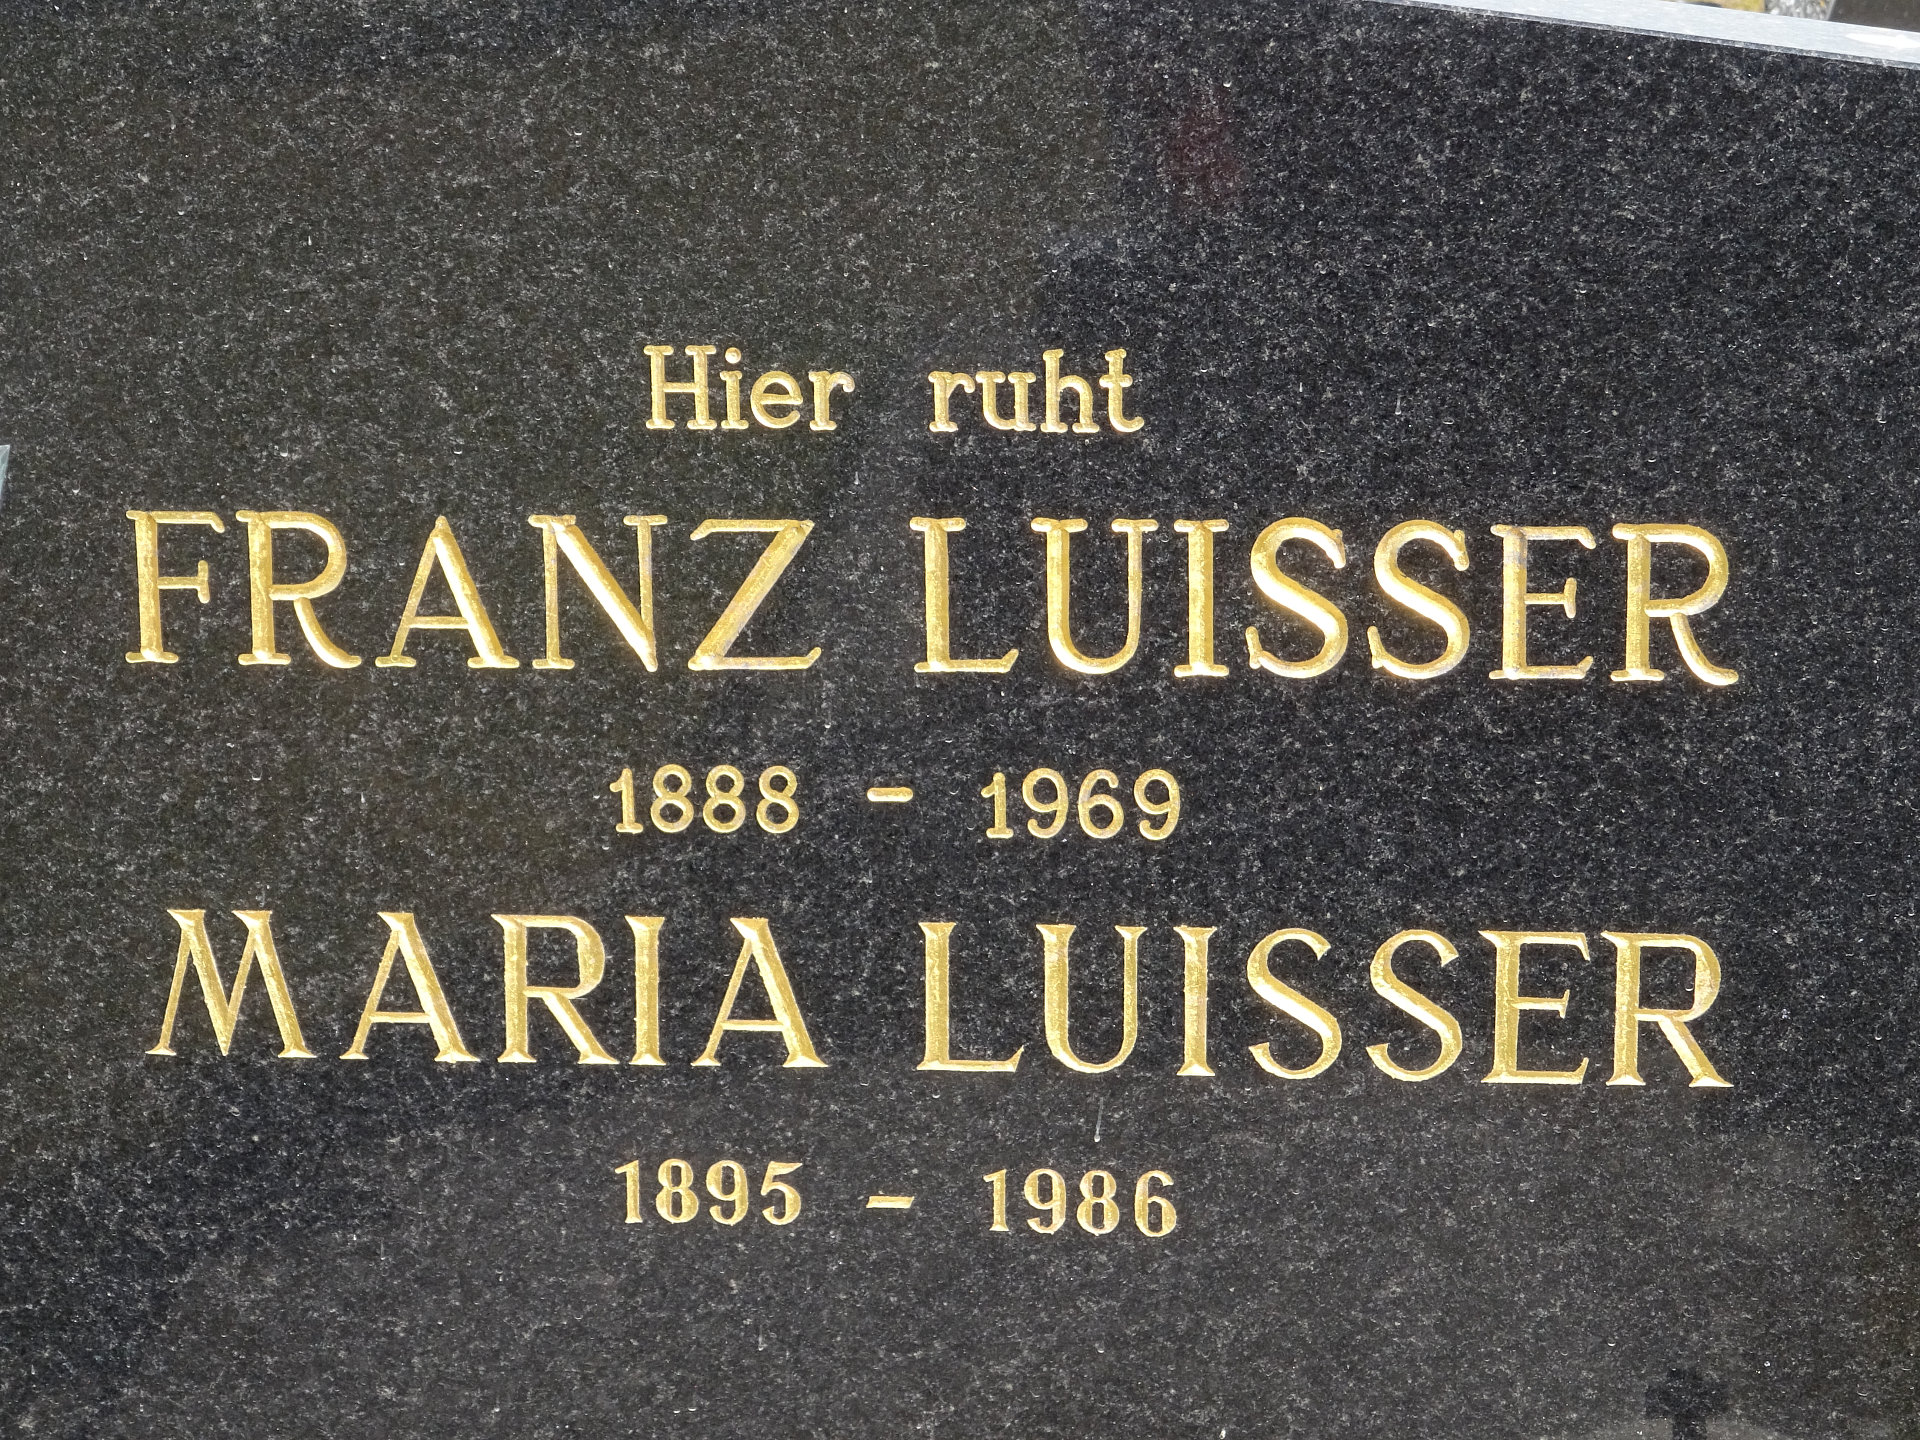 Hier ruht
FRANZ LUISSER
1888 - 1969
MARIA LUISSER
1895 - 1986